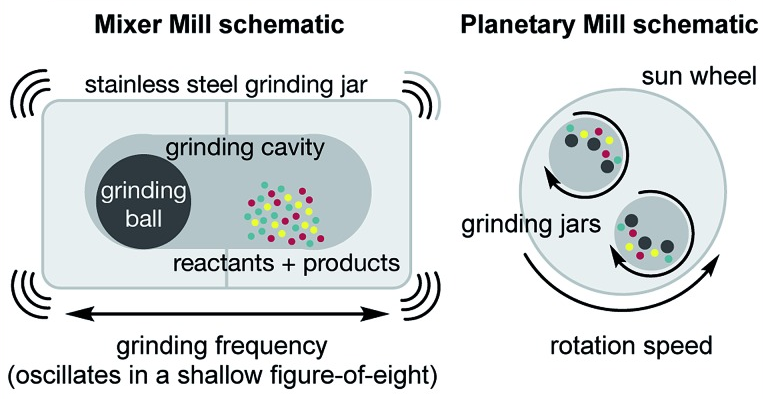 Mixer Mill schematic
stainless steel grinding jar
grinding cavity
grinding
ball
reactants + products
grinding frequency
(oscillates in a shallow figure-of-eight)
Planetary Mill schematic
sun wheel
grinding jars
rotation speed